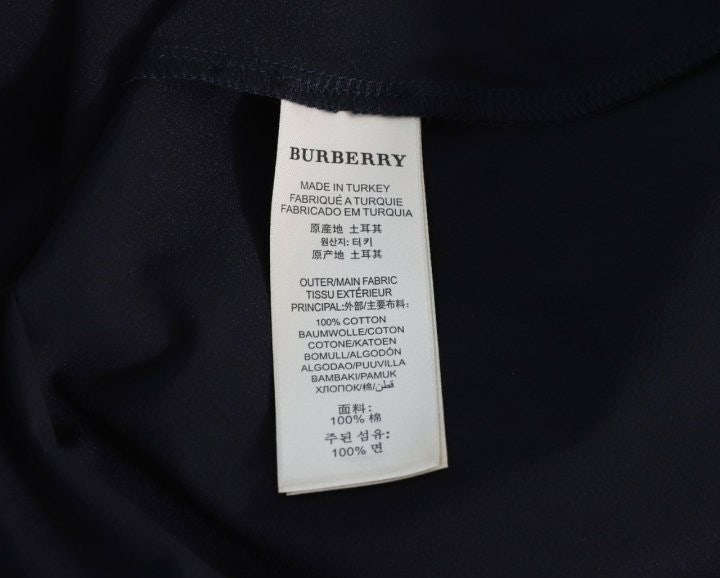 BURBERRY
MADE IN TURKEY
FABRIQUÉ A TURQUIE
FABRICADO EM TURQUIA
原産地 土耳其
원산지: 터키
原产地 土耳其
OUTER/MAIN FABRIC
TISSU EXTÉRIEUR
PRINCIPAL:外部/主要布料:
100% COTTON
BAUMWOLLE/COTON
COTONE/KATOEN
BOMULL/ALGODÓN
ALGODAO/PUUVILLA
BAMBAKI/PAMUK
ХЛОПОК/棉/قطن
面料:
100% 棉
주된 섬유:
100% 면